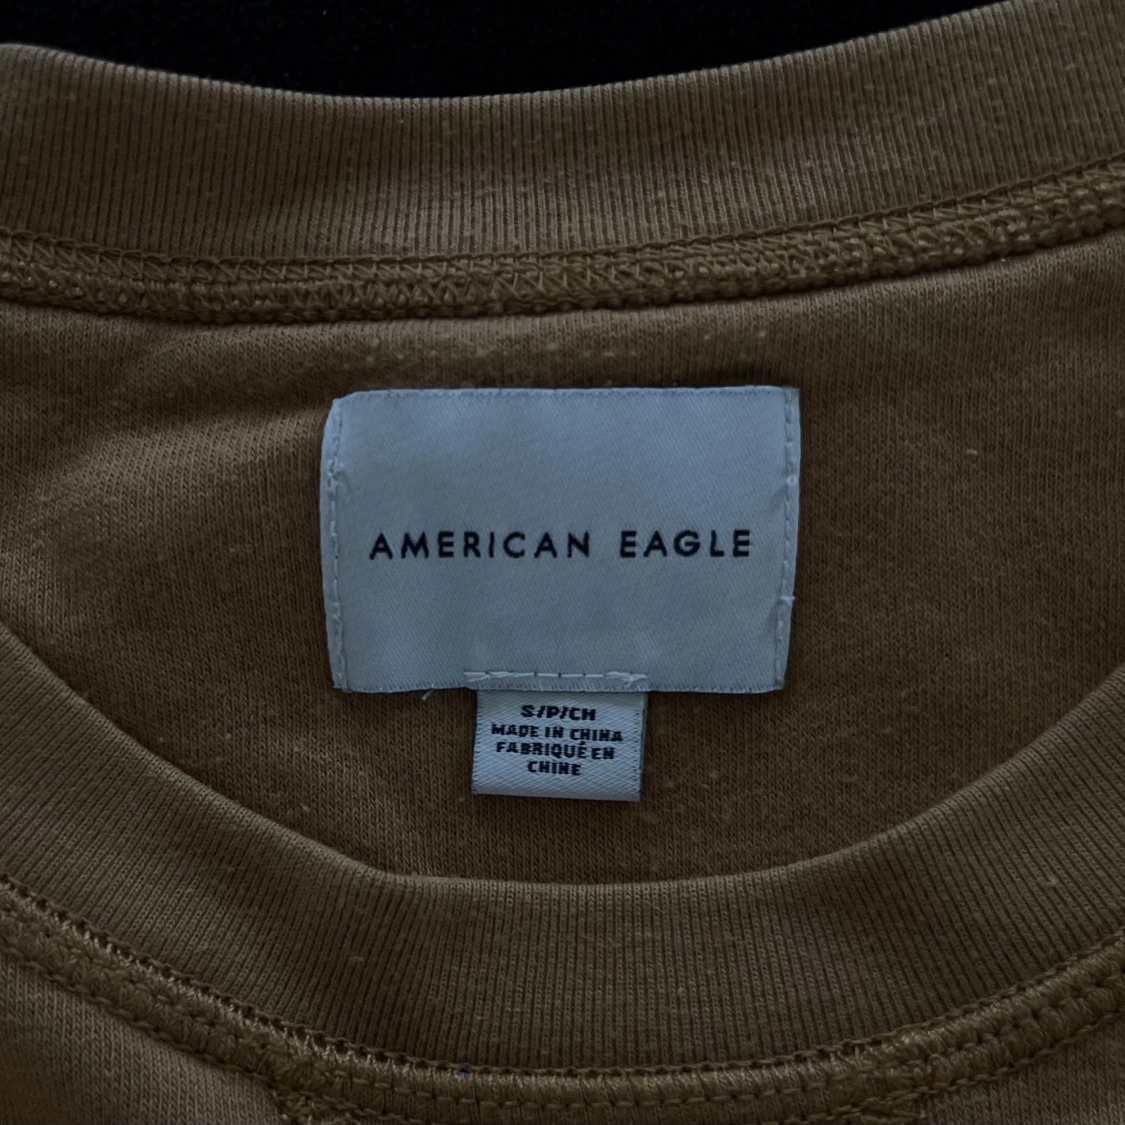 AMERICAN EAGLE
S/P/CH
MADE IN CHINA
FABRIQUÉ EN
CHINE